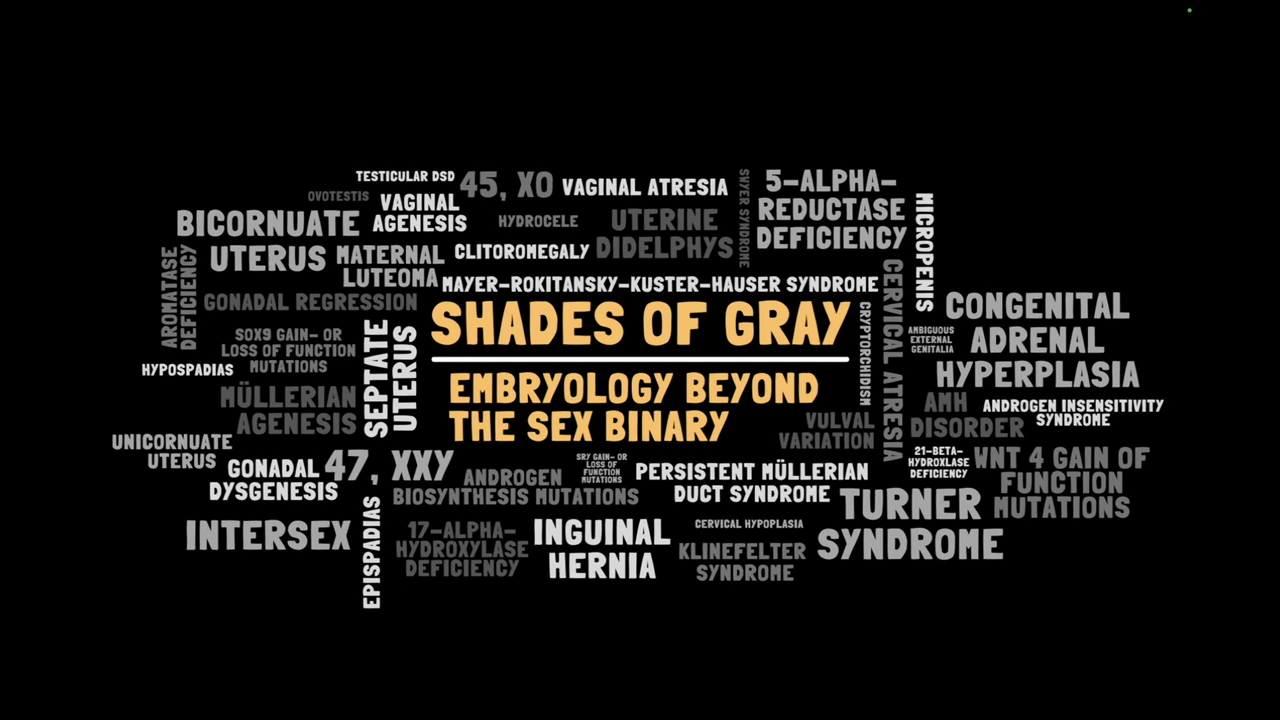 TESTICULAR DSD
OVOTESTIS
VAGINAL
AGENESIS
45, XO
VAGINAL ATRESIA
SWYER SYNDROME
5-ALPHA-
REDUCTASE
DEFICIENCY
MICROPENIS
BICORNUATE
UTERUS
HYDROCELE
UTERINE
DIDELPHYS
AROMATASE
DEFICIENCY
MATERNAL
LUTEOMA
CLITOROMEGALY
MAYER-ROKITANSKY-KUSTER-HAUSER SYNDROME
GONADAL REGRESSION
SHADES OF GRAY
EMBRYOLOGY BEYOND
THE SEX BINARY
CRYPTORCHIDISM
CERVICAL ATRESIA
CONGENITAL
ADRENAL
HYPERPLASIA
AMBIGUOUS
EXTERNAL
GENITALIA
SOX9 GAIN- OR
LOSS OF FUNCTION
MUTATIONS
SEPTATE
UTERUS
HYPOSPADIAS
MÜLLERIAN
AGENESIS
VULVAL
VARIATION
AMH
DISORDER
ANDROGEN INSENSITIVITY
SYNDROME
UNICORNUATE
UTERUS
GONADAL
DYSGENESIS
47, XXY
ANDROGEN
BIOSYNTHESIS MUTATIONS
SRY GAIN- OR
LOSS OF
FUNCTION
MUTATIONS
PERSISTENT MÜLLERIAN
DUCT SYNDROME
21-BETA-
HYDROXLASE
DEFICIENCY
WNT 4 GAIN OF
FUNCTION
MUTATIONS
TURNER
SYNDROME
INTERSEX
EPISPADIAS
17-ALPHA-
HYDROXYLASE
DEFICIENCY
INGUINAL
HERNIA
CERVICAL HYPOPLASIA
KLINEFELTER
SYNDROME